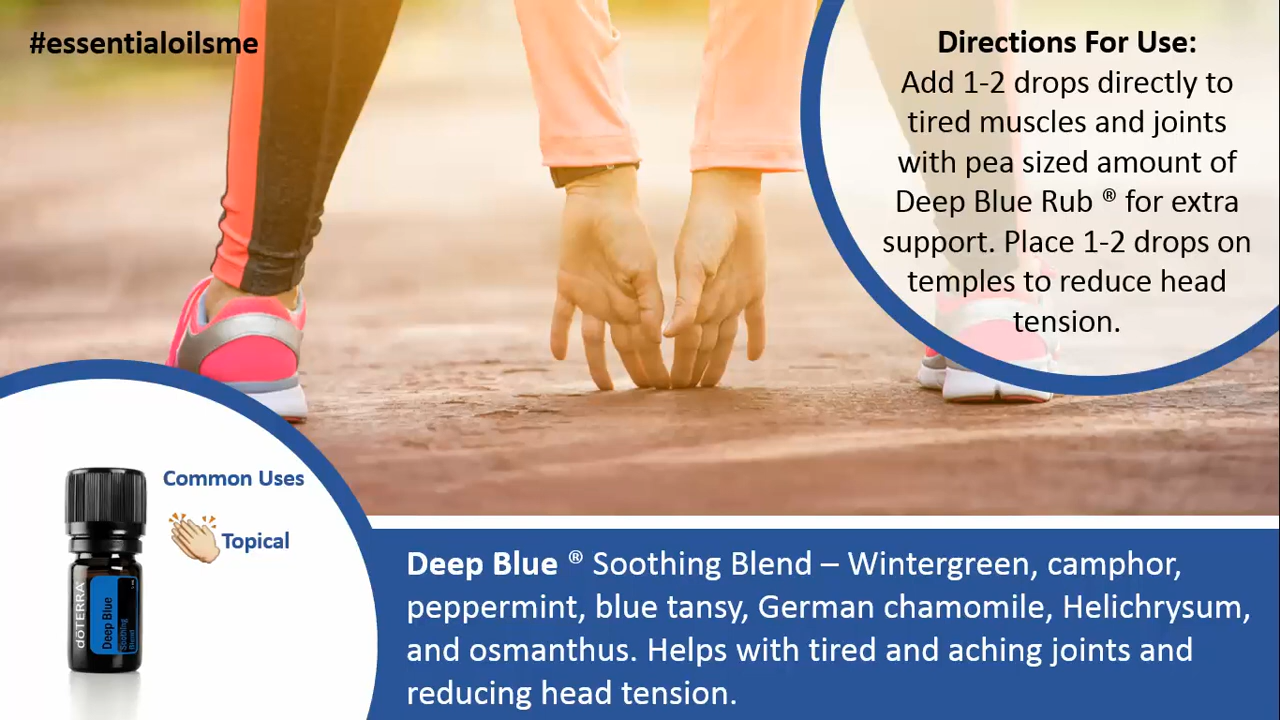 #essentialoilsme
Directions For Use:
Add 1-2 drops directly to
tired muscles and joints
with pea sized amount of
Deep Blue Rub ® for extra
support. Place 1-2 drops on
temples to reduce head
tension.
Common Uses
Topical
dōTERRA
Deep Blue
Soothing
Blend
Deep Blue ® Soothing Blend – Wintergreen, camphor,
peppermint, blue tansy, German chamomile, Helichrysum,
and osmanthus. Helps with tired and aching joints and
reducing head tension.